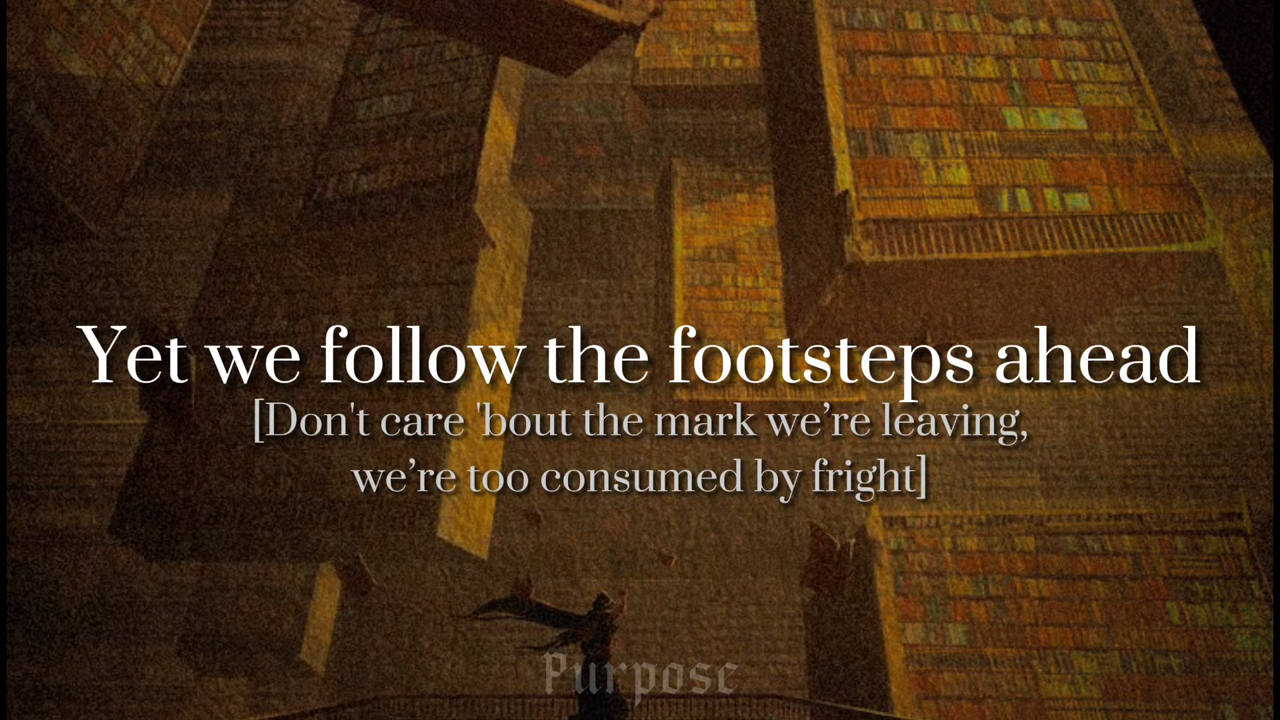 Yet we follow the footsteps ahead
[Don't care 'bout the mark we’re leaving,
we’re too consumed by fright]
Purpose